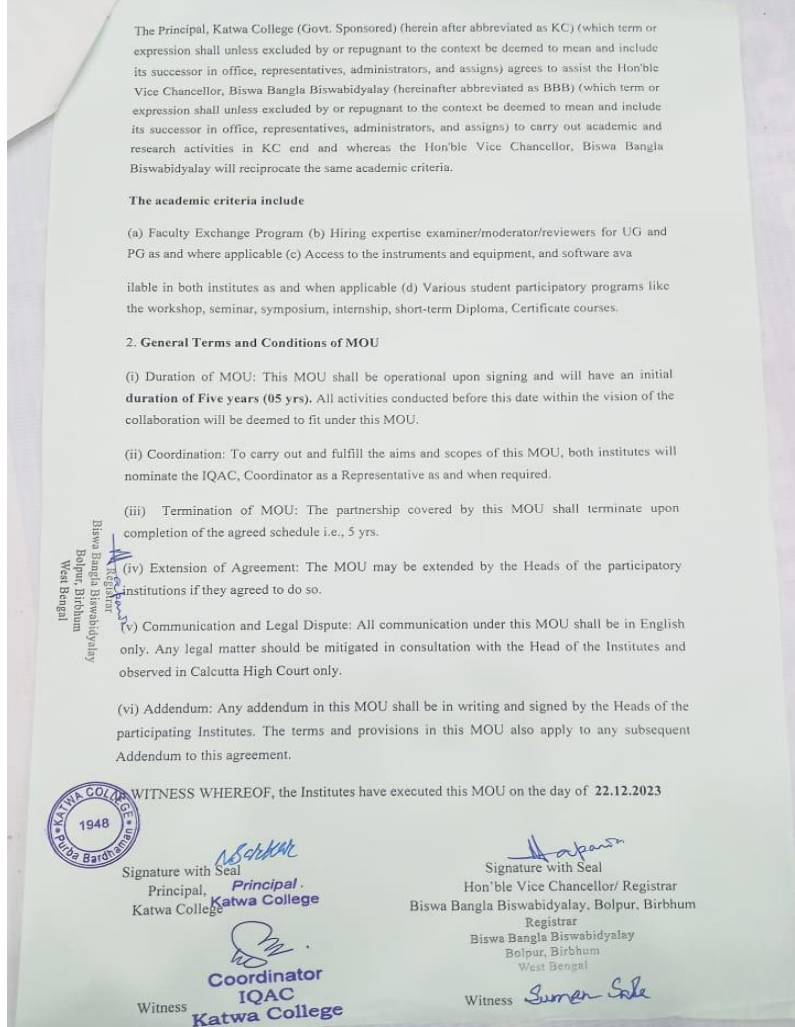 The Principal, Katwa College (Govt. Sponsored) (herein after abbreviated as KC) (which term or
expression shall unless excluded by or repugnant to the context be deemed to mean and include
its successor in office, representatives, administrators, and assigns) agrees to assist the Hon'ble
Vice Chancellor, Biswa Bangla Biswabidyalay (hereinafter abbreviated as BBB) (which term or
expression shall unless excluded by or repugnant to the context be deemed to mean and include
its successor in office, representatives, administrators, and assigns) to carry out academic and
research activities in KC end and whereas the Hon'ble Vice Chancellor, Biswa Bangla
Biswabidyalay will reciprocate the same academic criteria.
The academic criteria include
(a) Faculty Exchange Program (b) Hiring expertise examiner/moderator/reviewers for UG and
PG as and where applicable (c) Access to the instruments and equipment, and software ava
ilable in both institutes as and when applicable (d) Various student participatory programs like
the workshop, seminar, symposium, internship, short-term Diploma, Certificate courses.
2. General Terms and Conditions of MOU
(i) Duration of MOU: This MOU shall be operational upon signing and will have an initial
duration of Five years (05 yrs). All activities conducted before this date within the vision of the
collaboration will be deemed to fit under this MOU.
(ii) Coordination: To carry out and fulfill the aims and scopes of this MOU, both institutes will
nominate the IQAC, Coordinator as a Representative as and when required.
(iii) Termination of MOU: The partnership covered by this MOU shall terminate upon
completion of the agreed schedule i.e., 5 yrs.
(iv) Extension of Agreement: The MOU may be extended by the Heads of the participatory
institutions if they agreed to do so.
(v) Communication and Legal Dispute: All communication under this MOU shall be in English
only. Any legal matter should be mitigated in consultation with the Head of the Institutes and
observed in Calcutta High Court only.
(vi) Addendum: Any addendum in this MOU shall be in writing and signed by the Heads of the
participating Institutes. The terms and provisions in this MOU also apply to any subsequent
Addendum to this agreement.
WITNESS WHEREOF, the Institutes have executed this MOU on the day of 22.12.2023
Registrar
Biswa Bangla Biswabidyalay
Bolpur, Birbhum
West Bengal
KATWA COLLEGE
1948
Purba Bardhaman
Signature with Seal
Principal,
Katwa College
Principal.
Katwa College
Coordinator
IQAC
Katwa College
Witness
Signature with Seal
Hon'ble Vice Chancellor/ Registrar
Biswa Bangla Biswabidyalay, Bolpur, Birbhum
Registrar
Biswa Bangla Biswabidyalay
Bolpur, Birbhum
West Bengal
Witness Suman Saha